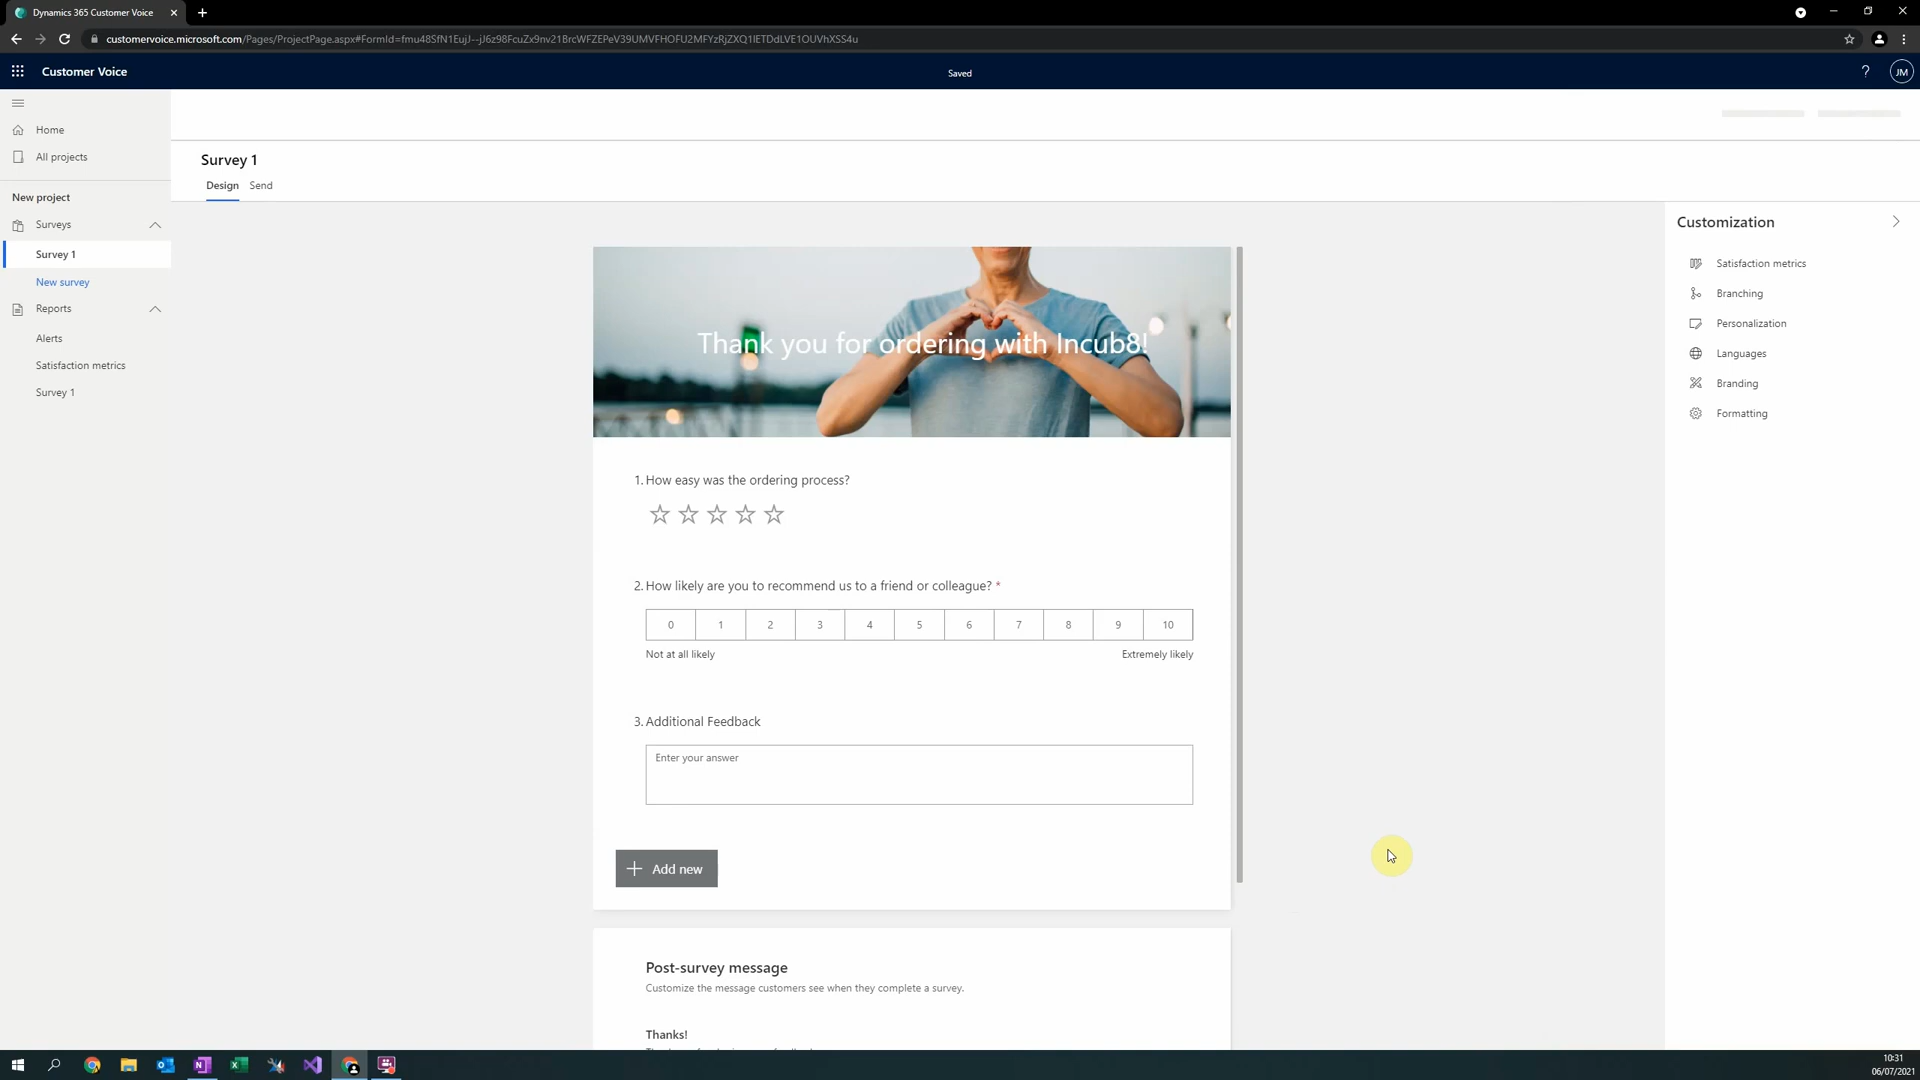 Dynamics 365 Customer Voice
customervoice.microsoft.com/Pages/ProjectPage.aspx#FormId=fmu48SfN1EujJ--jJ6z98FcuZx9nv21BrcWFZEPeV39UMVFHOFU2MFYzRjZXQ1lETDdLVE1OUVhXSS4u
Customer Voice
Saved
?
JM
Home
All projects
New project
Surveys
Survey 1
New survey
Reports
Alerts
Satisfaction metrics
Survey 1
Survey 1
Design Send
Thank you for ordering with Incub8!
1. How easy was the ordering process?
2. How likely are you to recommend us to a friend or colleague? *
0 1 2 3 4 5 6 7 8 9 10
Not at all likely Extremely likely
3. Additional Feedback
Enter your answer
Add new
Post-survey message
Customize the message customers see when they complete a survey.
Thanks!
Customization
Satisfaction metrics
Branching
Personalization
Languages
Branding
Formatting
10:31
06/07/2021